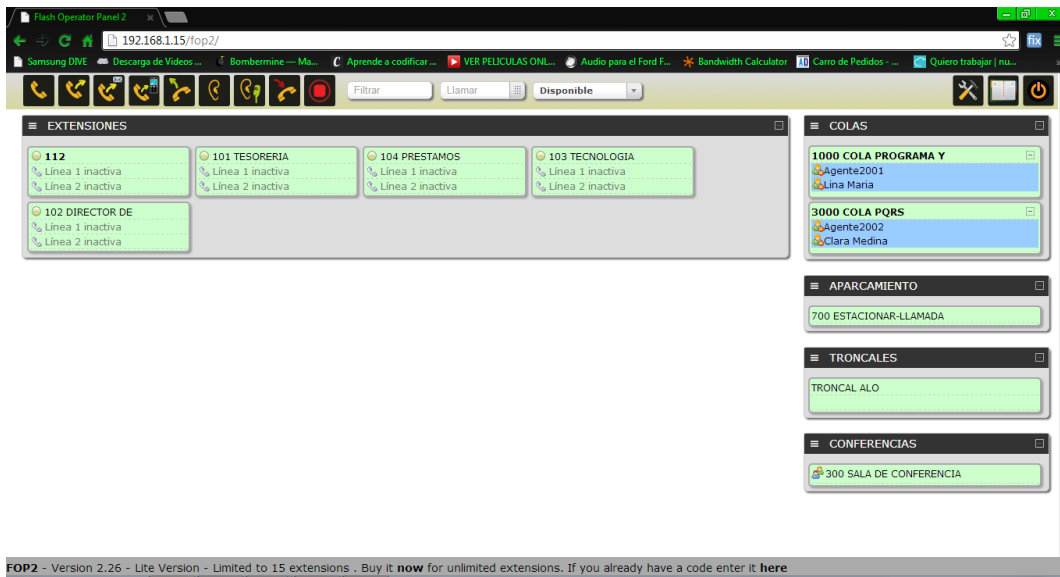 Flash Operator Panel 2
192.168.1.15/fop2/
fix
Samsung DIVE Descarga de Videos ... Bombermine — Ma... Aprende a codificar ... VER PELICULAS ONL... Audio para el Ford F... Bandwidth Calculator Carro de Pedidos - ... Quiero trabajar | nu...
Filtrar Llamar Disponible
EXTENSIONES
112
Línea 1 inactiva
Línea 2 inactiva
101 TESORERIA
Línea 1 inactiva
Línea 2 inactiva
104 PRESTAMOS
Línea 1 inactiva
Línea 2 inactiva
103 TECNOLOGIA
Línea 1 inactiva
Línea 2 inactiva
102 DIRECTOR DE
Línea 1 inactiva
Línea 2 inactiva
COLAS
1000 COLA PROGRAMA Y
Agente2001
Lina Maria
3000 COLA PQRS
Agente2002
Clara Medina
APARCAMIENTO
700 ESTACIONAR-LLAMADA
TRONCALES
TRONCAL ALO
CONFERENCIAS
300 SALA DE CONFERENCIA
FOP2 - Version 2.26 - Lite Version - Limited to 15 extensions . Buy it now for unlimited extensions. If you already have a code enter it here